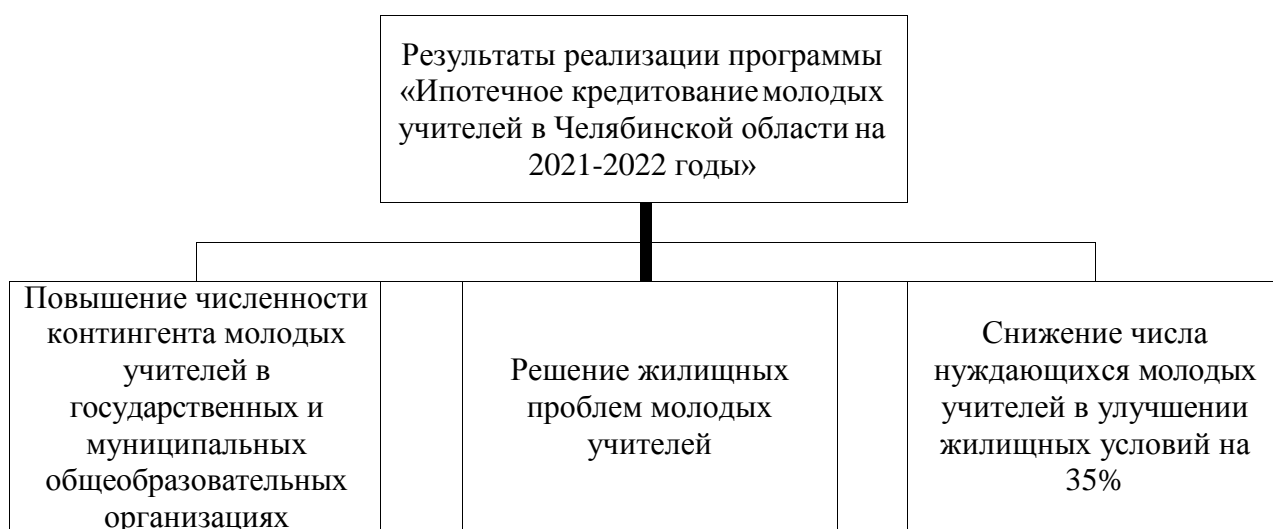 Результаты реализации программы
«Ипотечное кредитование молодых
учителей в Челябинской области на
2021-2022 годы»
Повышение численности
контингента молодых
учителей в
государственных и
муниципальных
общеобразовательных
организациях
Решение жилищных
проблем молодых
учителей
Снижение числа
нуждающихся молодых
учителей в улучшении
жилищных условий на
35%